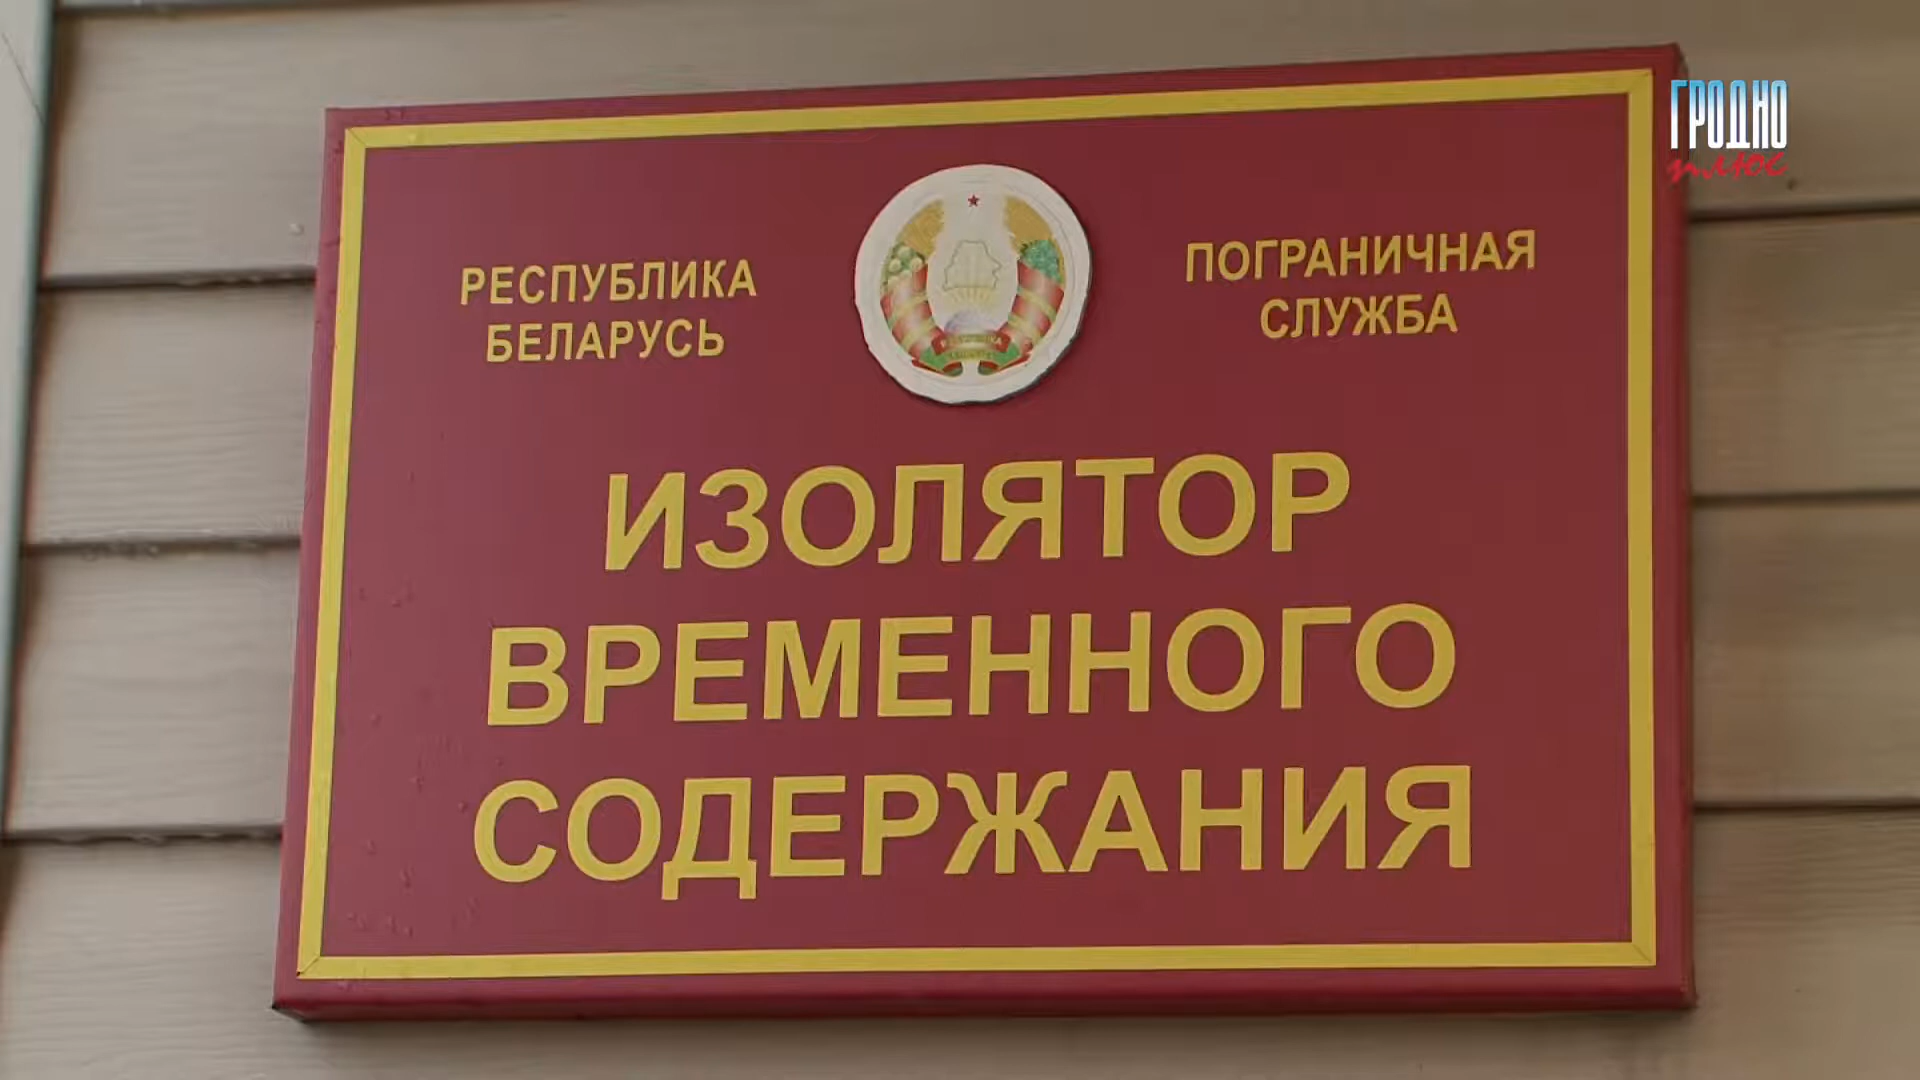 РЕСПУБЛИКА
БЕЛАРУСЬ
ПОГРАНИЧНАЯ
СЛУЖБА
ИЗОЛЯТОР
ВРЕМЕННОГО
СОДЕРЖАНИЯ
ГРОДНО
плюс